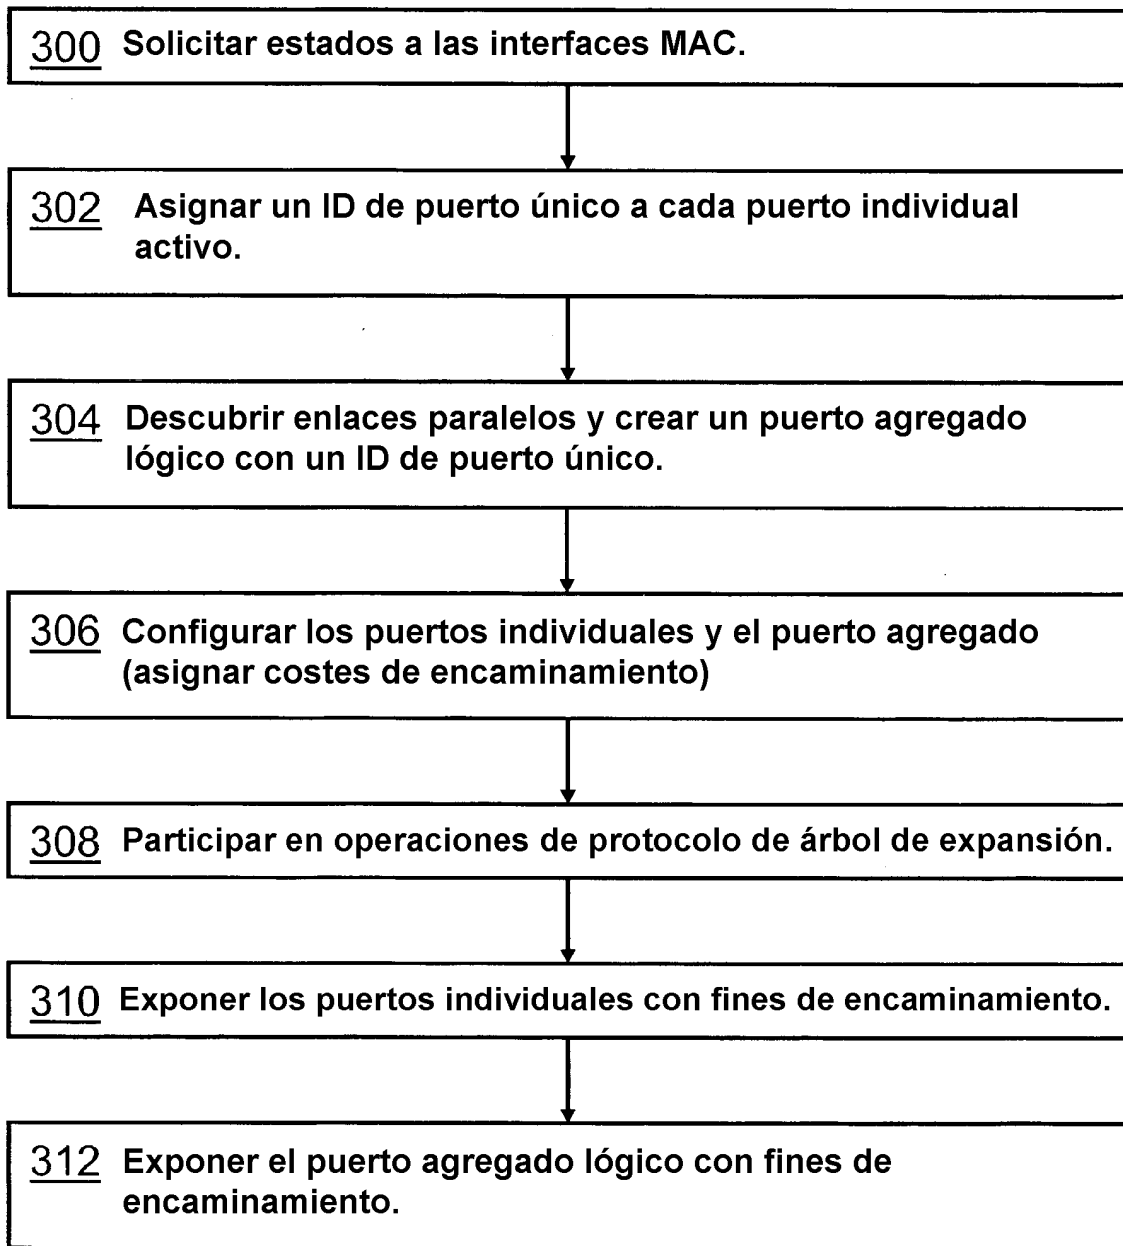 300 Solicitar estados a las interfaces MAC.
302 Asignar un ID de puerto único a cada puerto individual
activo.
304 Descubrir enlaces paralelos y crear un puerto agregado
lógico con un ID de puerto único.
306 Configurar los puertos individuales y el puerto agregado
(asignar costes de encaminamiento)
308 Participar en operaciones de protocolo de árbol de expansión.
310 Exponer los puertos individuales con fines de encaminamiento.
312 Exponer el puerto agregado lógico con fines de
encaminamiento.